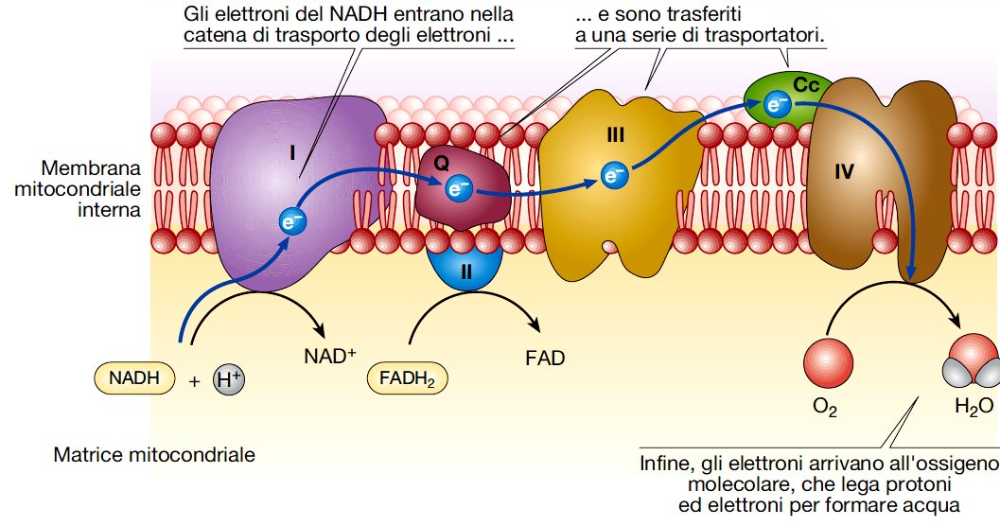 Gli elettroni del NADH entrano nella
catena di trasporto degli elettroni ...
... e sono trasferiti
a una serie di trasportatori.
Cc
I
Q
III
IV
e⁻
e⁻
e⁻
e⁻
Membrana
mitocondriale
interna
II
NADH
+
H⁺
NAD⁺
FADH₂
FAD
O₂
H₂O
Matrice mitocondriale
Infine, gli elettroni arrivano all'ossigeno
molecolare, che lega protoni
ed elettroni per formare acqua